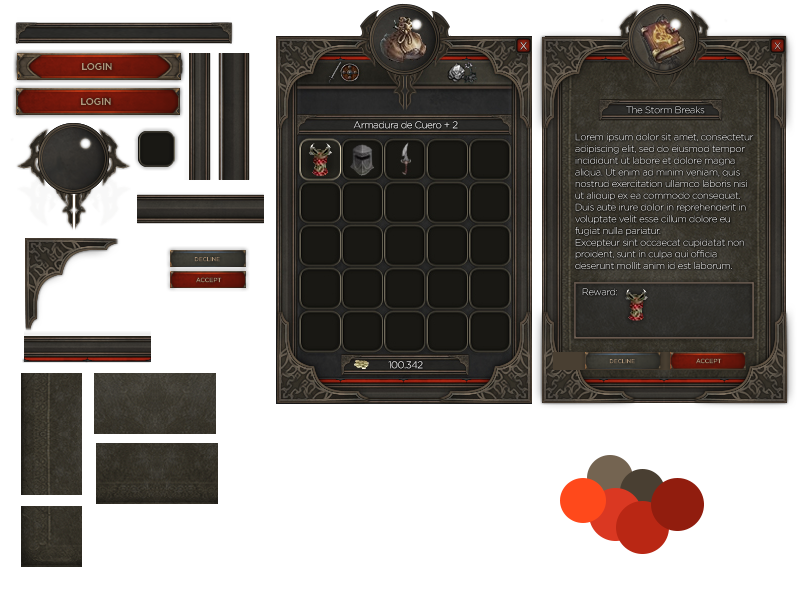 LOGIN
LOGIN
DECLINE
ACCEPT
X
Armadura de Cuero + 2
100.342
X
The Storm Breaks
Lorem ipsum dolor sit amet, consectetur
adipiscing elit, sed do eiusmod tempor
incididunt ut labore et dolore magna
aliqua. Ut enim ad minim veniam, quis
nostrud exercitation ullamco laboris nisi
ut aliquip ex ea commodo consequat.
Duis aute irure dolor in reprehenderit in
voluptate velit esse cillum dolore eu
fugiat nulla pariatur.
Excepteur sint occaecat cupidatat non
proident, sunt in culpa qui officia
deserunt mollit anim id est laborum.
Reward:
DECLINE
ACCEPT